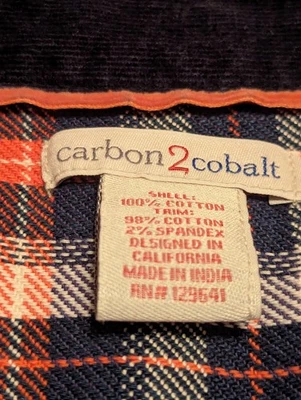 carbon2cobalt
SHELL:
100% COTTON
TRIM:
98% COTTON
2% SPANDEX
DESIGNED IN
CALIFORNIA
MADE IN INDIA
RN# 129641